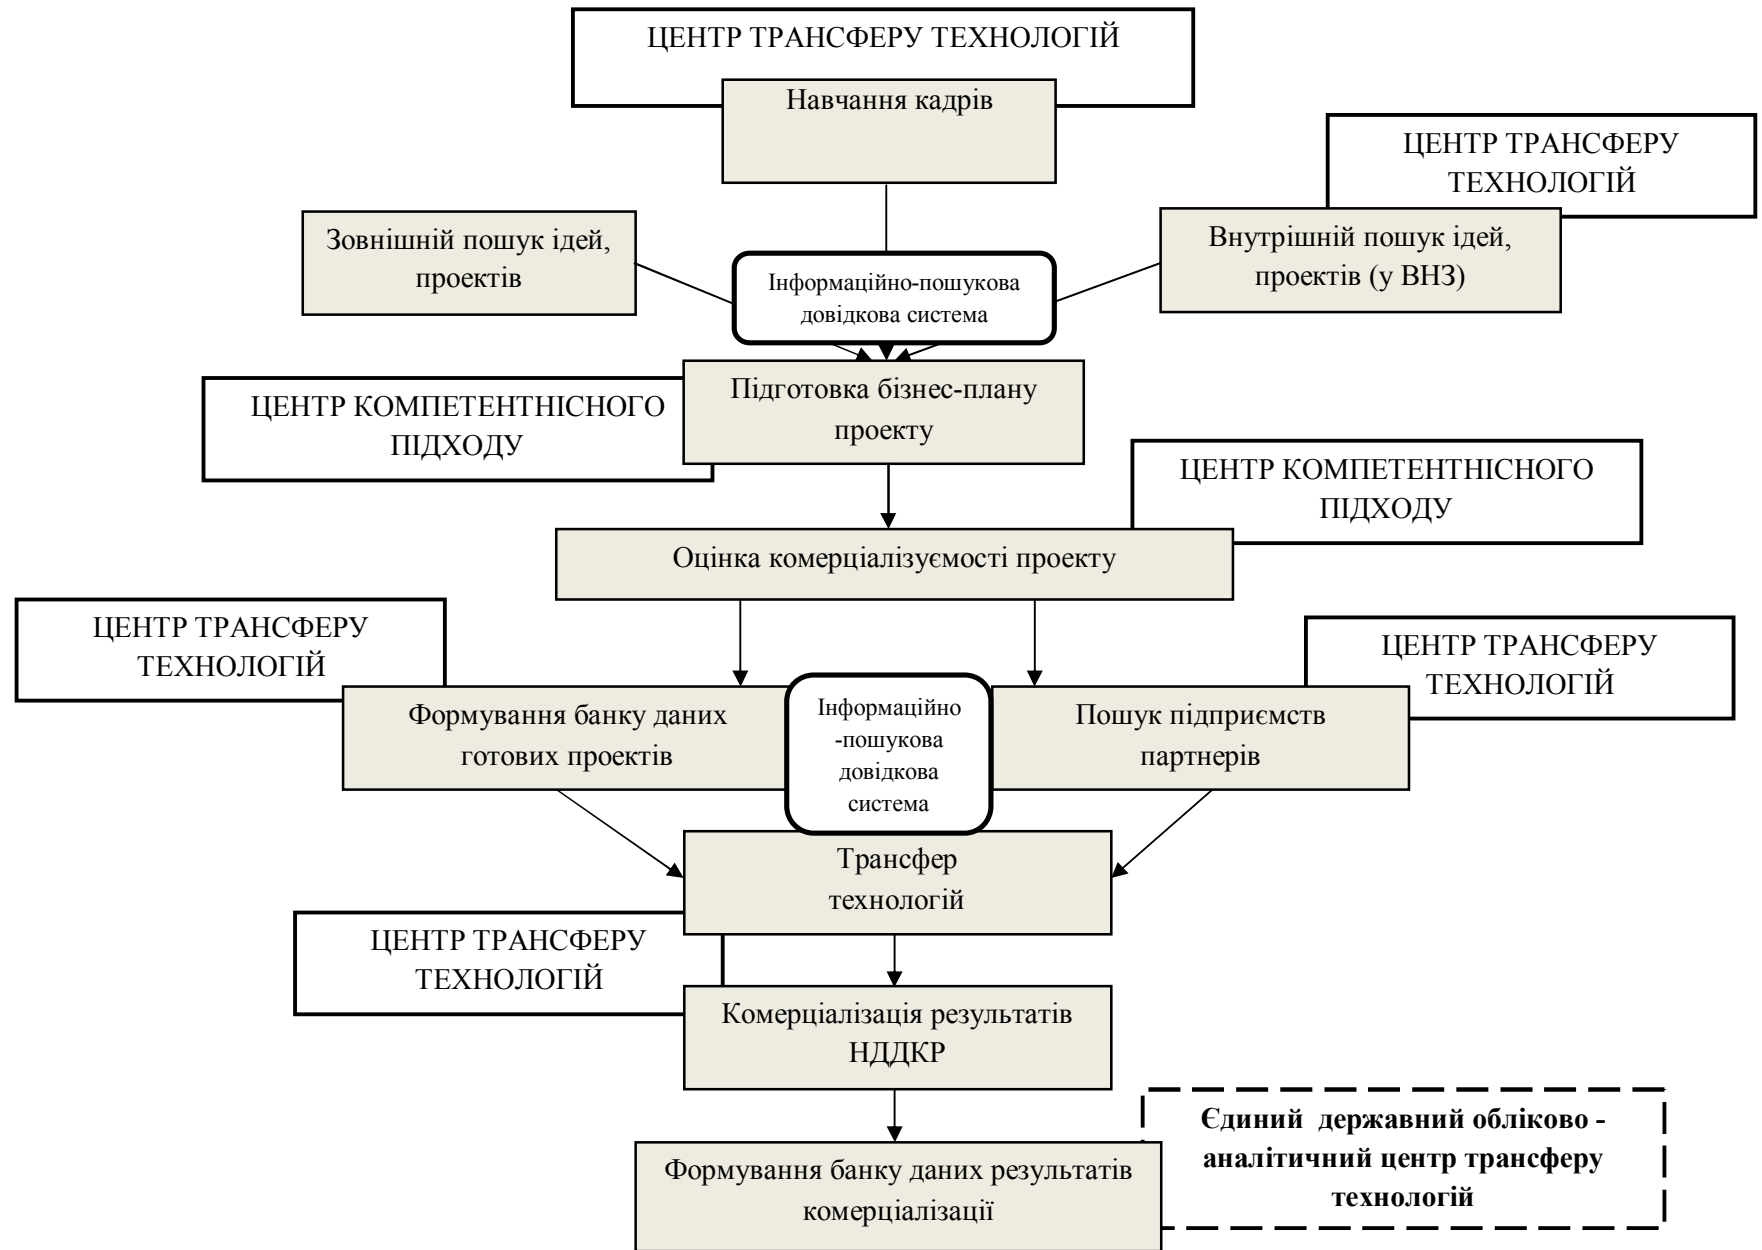 ЦЕНТР ТРАНСФЕРУ ТЕХНОЛОГІЙ
Навчання кадрів
ЦЕНТР ТРАНСФЕРУ
ТЕХНОЛОГІЙ
Зовнішній пошук ідей,
проектів
Внутрішній пошук ідей,
проектів (у ВНЗ)
Інформаційно-пошукова
довідкова система
Підготовка бізнес-плану
проекту
ЦЕНТР КОМПЕТЕНТНІСНОГО
ПІДХОДУ
ЦЕНТР КОМПЕТЕНТНІСНОГО
ПІДХОДУ
Оцінка комерціалізуємості проекту
ЦЕНТР ТРАНСФЕРУ
ТЕХНОЛОГІЙ
ЦЕНТР ТРАНСФЕРУ
ТЕХНОЛОГІЙ
Формування банку даних
готових проектів
Інформаційно
-пошукова
довідкова
система
Пошук підприємств
партнерів
Трансфер
технологій
ЦЕНТР ТРАНСФЕРУ
ТЕХНОЛОГІЙ
Комерціалізація результатів
НДДКР
Єдиний державний обліково -
аналітичний центр трансферу
технологій
Формування банку даних результатів
комерціалізації